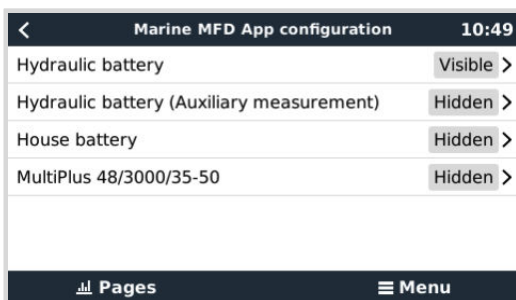 Marine MFD App configuration 10:49
Hydraulic battery Visible
Hydraulic battery (Auxiliary measurement) Hidden
House battery Hidden
MultiPlus 48/3000/35-50 Hidden
Pages Menu